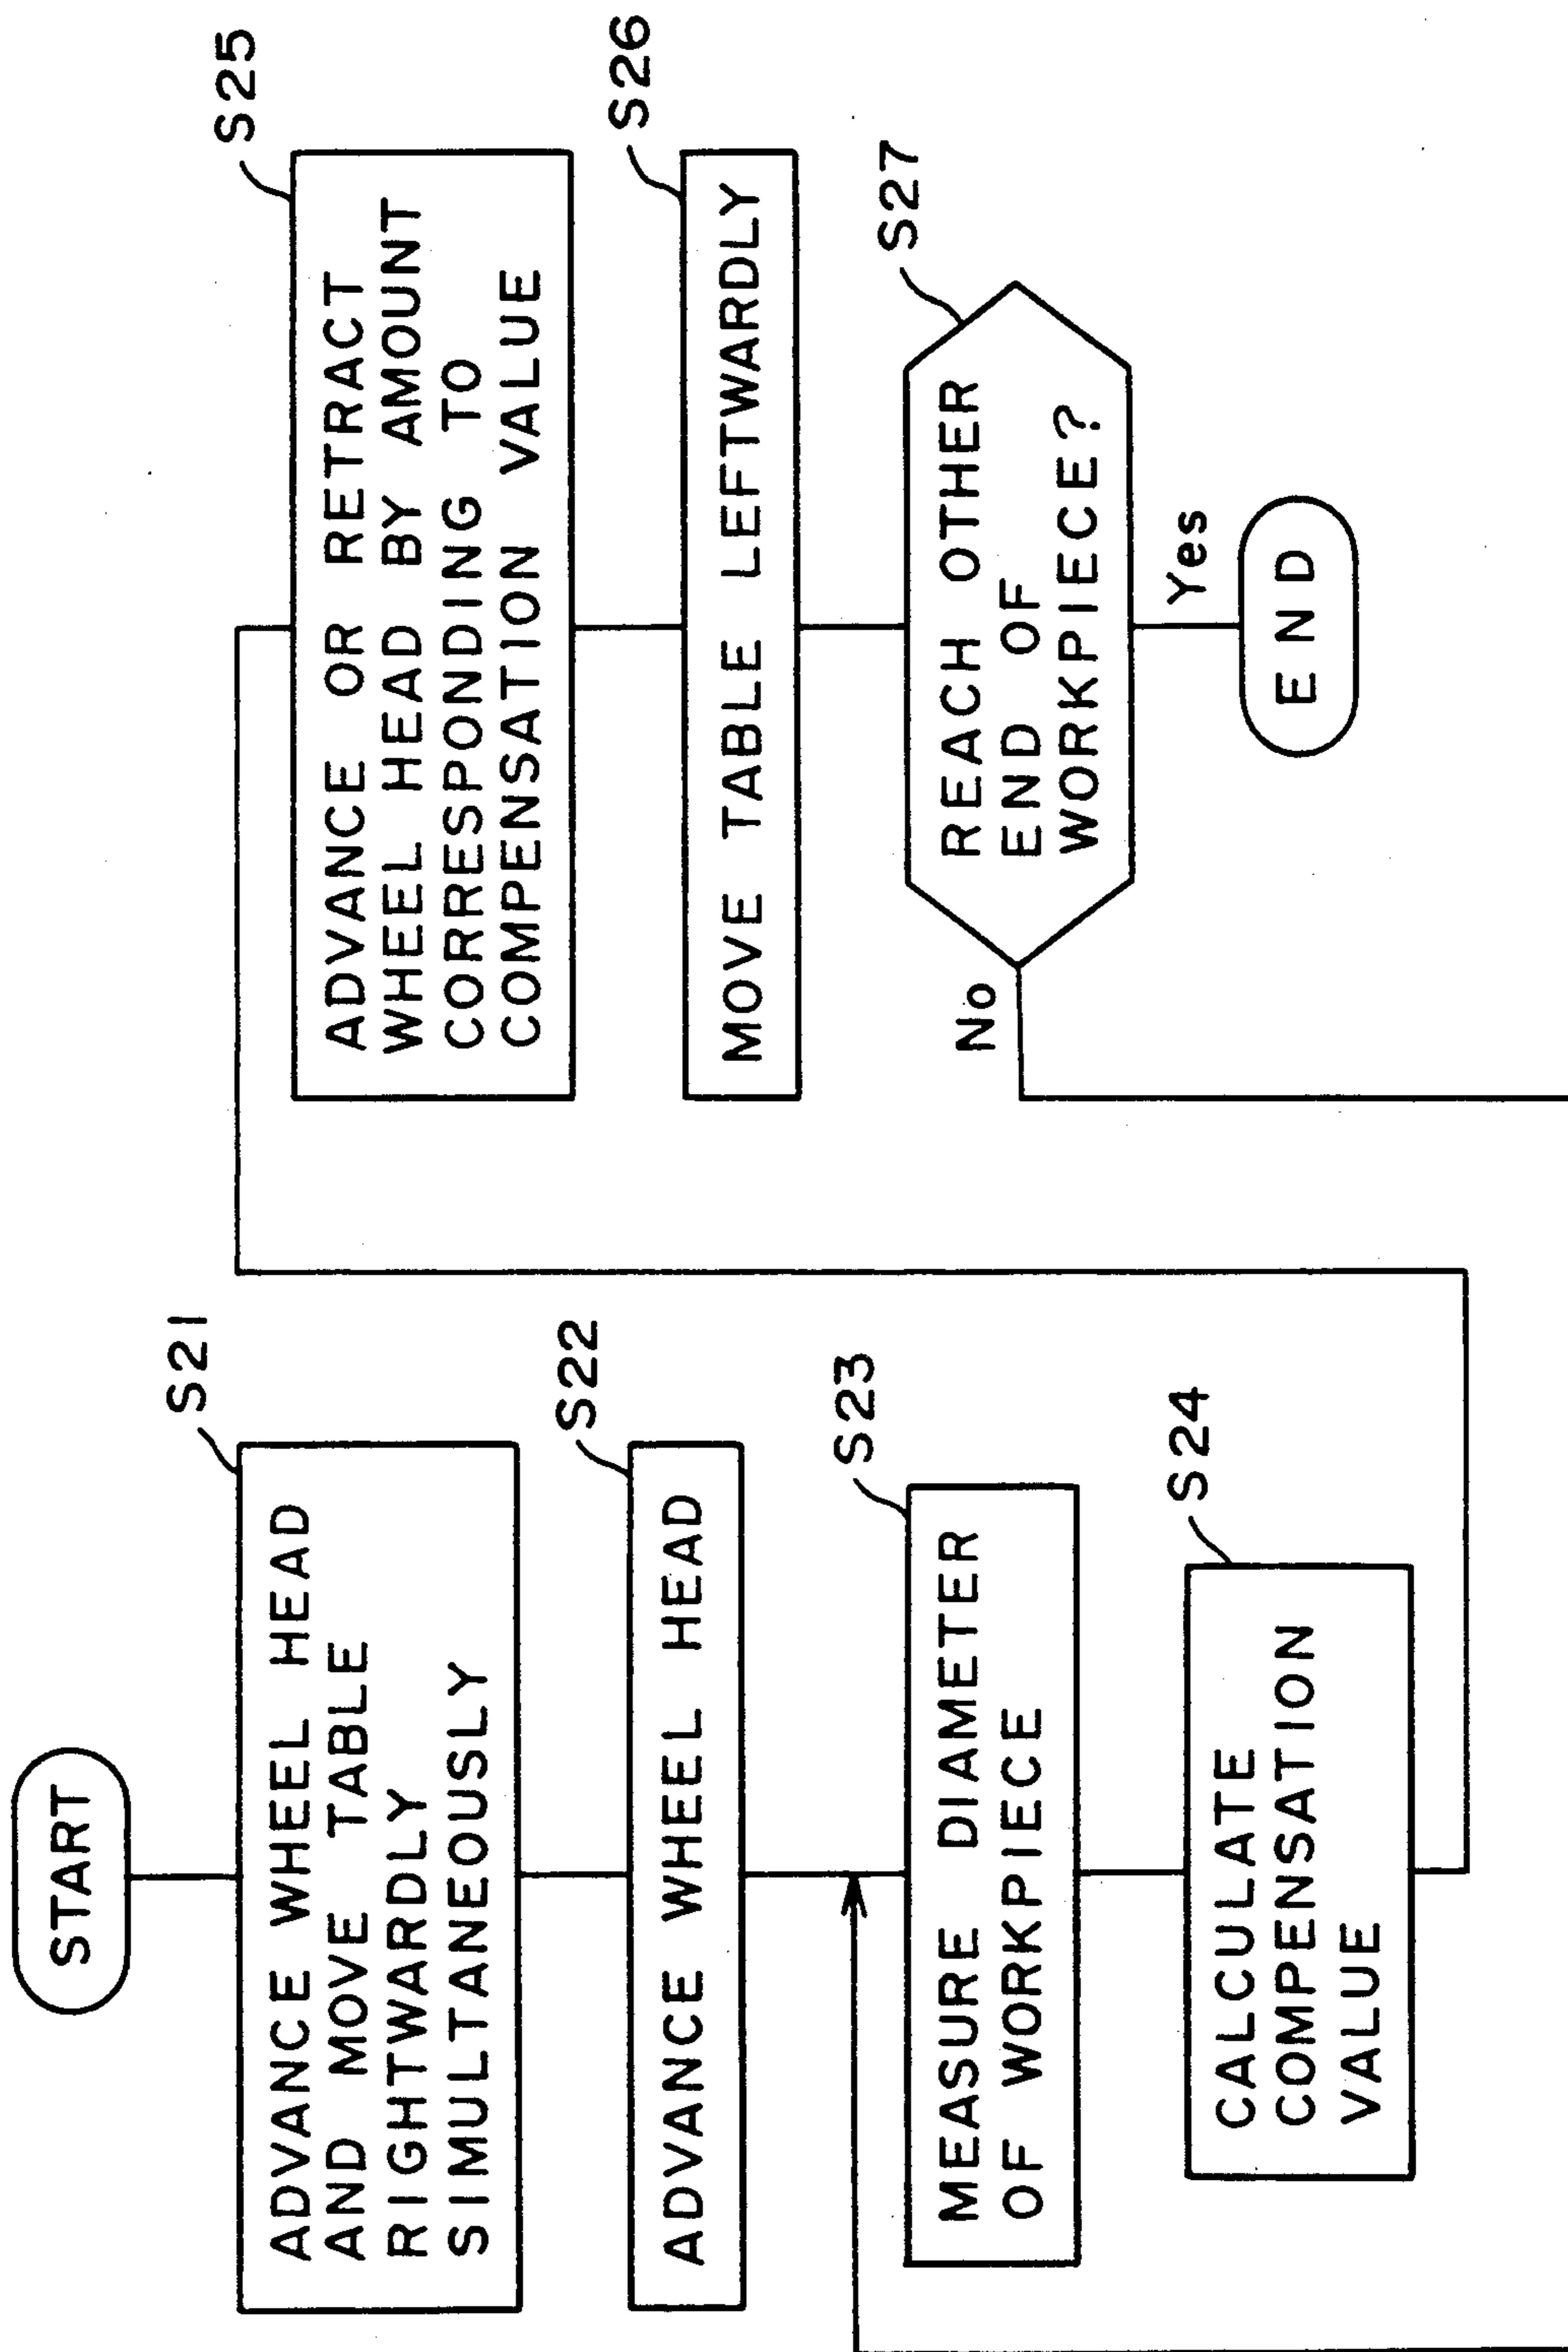 START
S21
ADVANCE WHEEL HEAD
AND MOVE TABLE
RIGHTWARDLY
SIMULTANEOUSLY
S22
ADVANCE WHEEL HEAD
S23
MEASURE DIAMETER
OF WORKPIECE
S24
CALCULATE
COMPENSATION
VALUE
S25
ADVANCE OR RETRACT
WHEEL HEAD BY AMOUNT
CORRESPONDING TO
COMPENSATION VALUE
S26
MOVE TABLE LEFTWARDLY
S27
REACH OTHER
END OF
WORKPIECE?
No
Yes
END